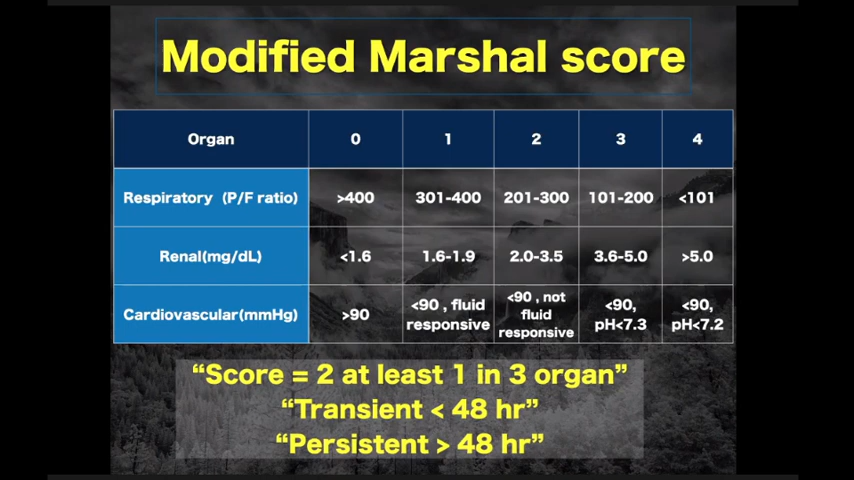 Modified Marshal score
Organ 0 1 2 3 4
Respiratory (P/F ratio) >400 301-400 201-300 101-200 <101
Renal(mg/dL) <1.6 1.6-1.9 2.0-3.5 3.6-5.0 >5.0
Cardiovascular(mmHg) >90 <90 , fluid responsive <90 , not fluid responsive <90, pH<7.3 <90, pH<7.2
“Score = 2 at least 1 in 3 organ”
“Transient < 48 hr”
“Persistent > 48 hr”